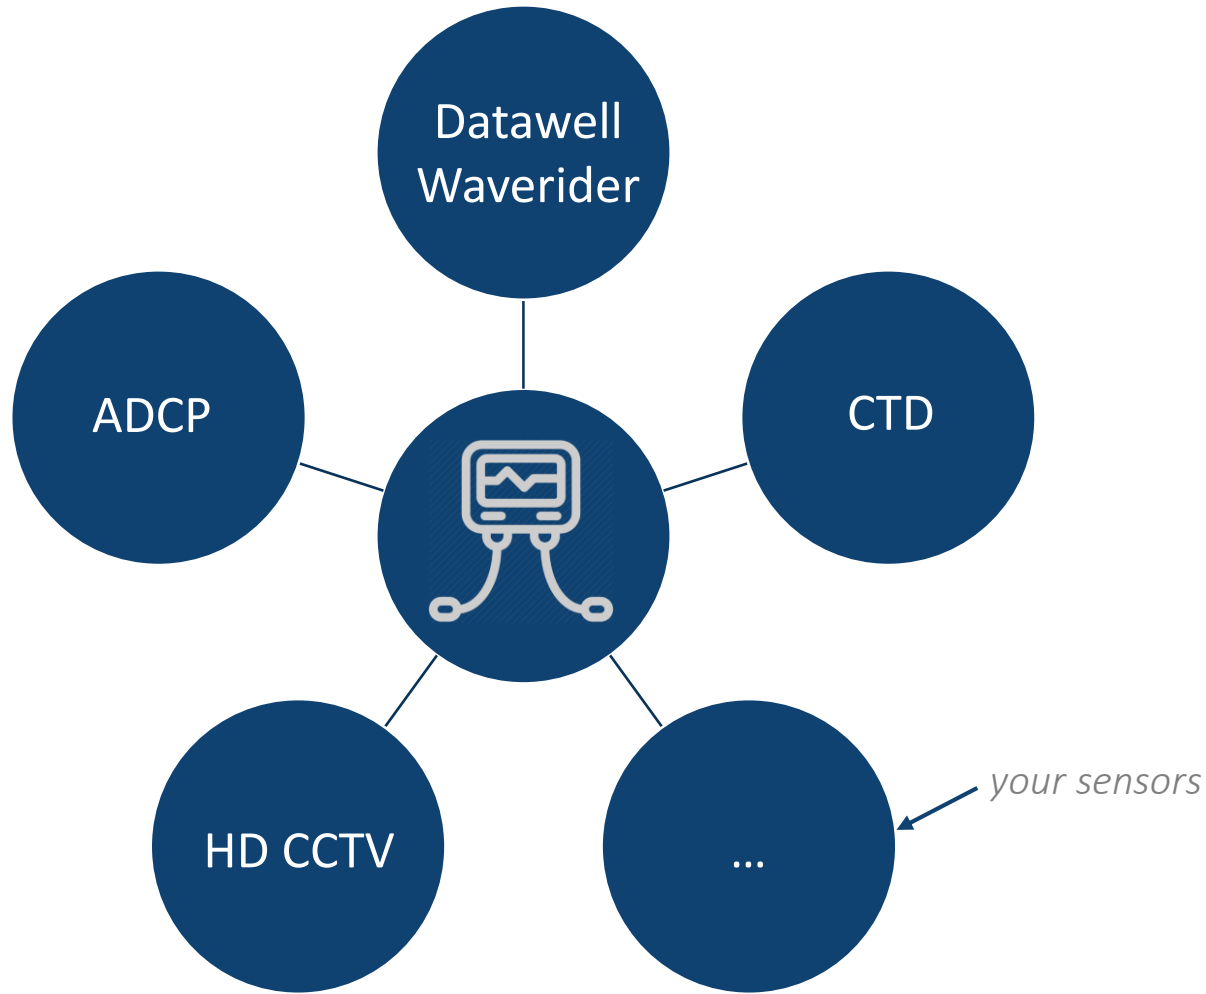 Datawell
Waverider
ADCP
CTD
HD CCTV
...
your sensors